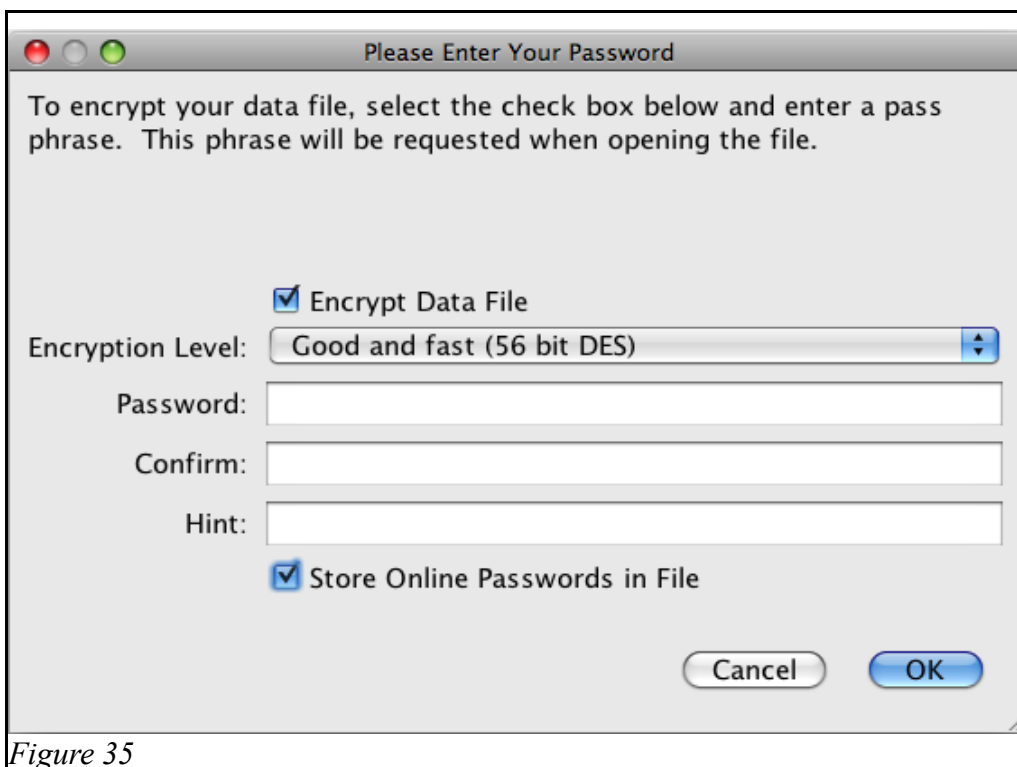 Please Enter Your Password
To encrypt your data file, select the check box below and enter a pass
phrase. This phrase will be requested when opening the file.
Encrypt Data File
Encryption Level: Good and fast (56 bit DES)
Password:
Confirm:
Hint:
Store Online Passwords in File
Cancel OK
Figure 35